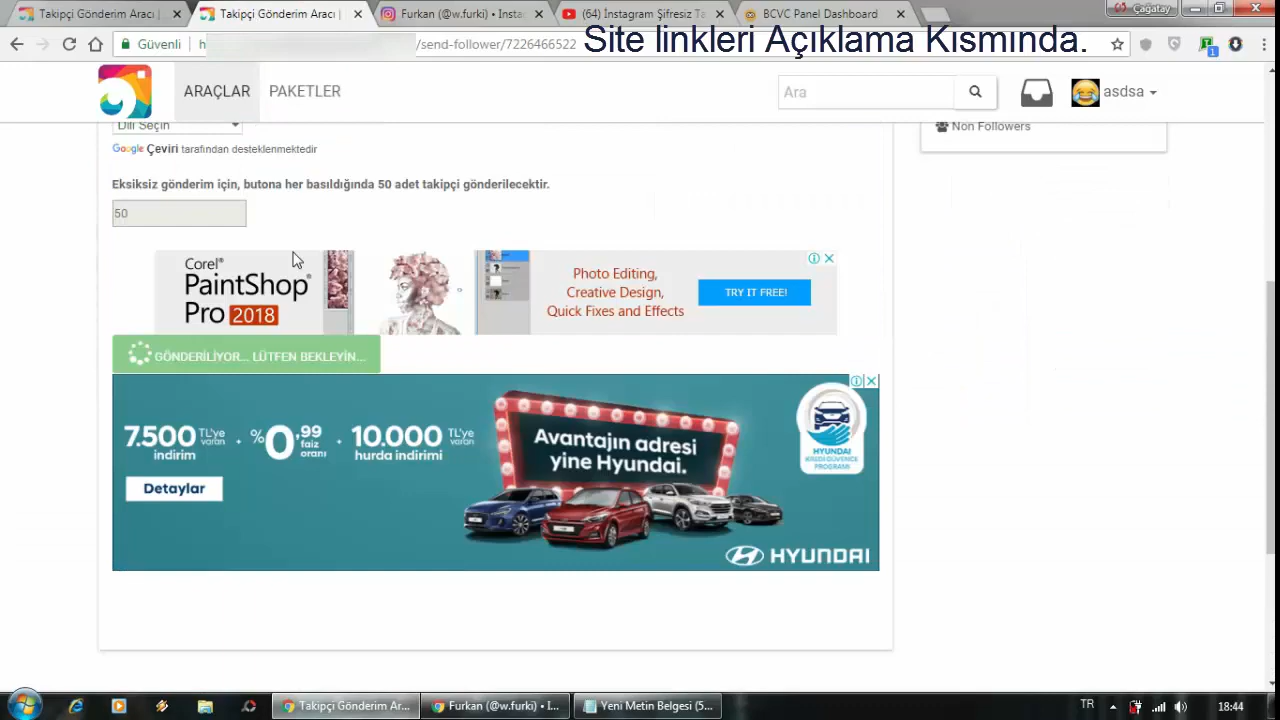 Takipçi Gönderim Aracı |
Takipçi Gönderim Aracı |
Furkan (@w.furki) • Insta
(64) İnstagram Şifresiz Ta
BCVC Panel Dashboard
Çağatay
Güvenli
h
/send-follower/7226466522
Site linkleri Açıklama Kısmında.
ARAÇLAR
PAKETLER
Ara
asdsa
Dili Seçin
Non Followers
Google Çeviri tarafından desteklenmektedir
Eksiksiz gönderim için, butona her basıldığında 50 adet takipçi gönderilecektir.
50
Corel®
PaintShop®
Pro 2018
Photo Editing,
Creative Design,
Quick Fixes and Effects
TRY IT FREE!
GÖNDERİLİYOR... LÜTFEN BEKLEYİN...
7.500 TL'ye varan indirim
%0,99 faiz oranı
10.000 TL'ye varan hurda indirimi
Detaylar
Avantajın adresi
yine Hyundai.
HYUNDAI
KREDİ GÜVENCE
PROGRAMI
HYUNDAI
Takipçi Gönderim Ar...
Furkan (@w.furki) • I...
Yeni Metin Belgesi (5...
TR
18:44